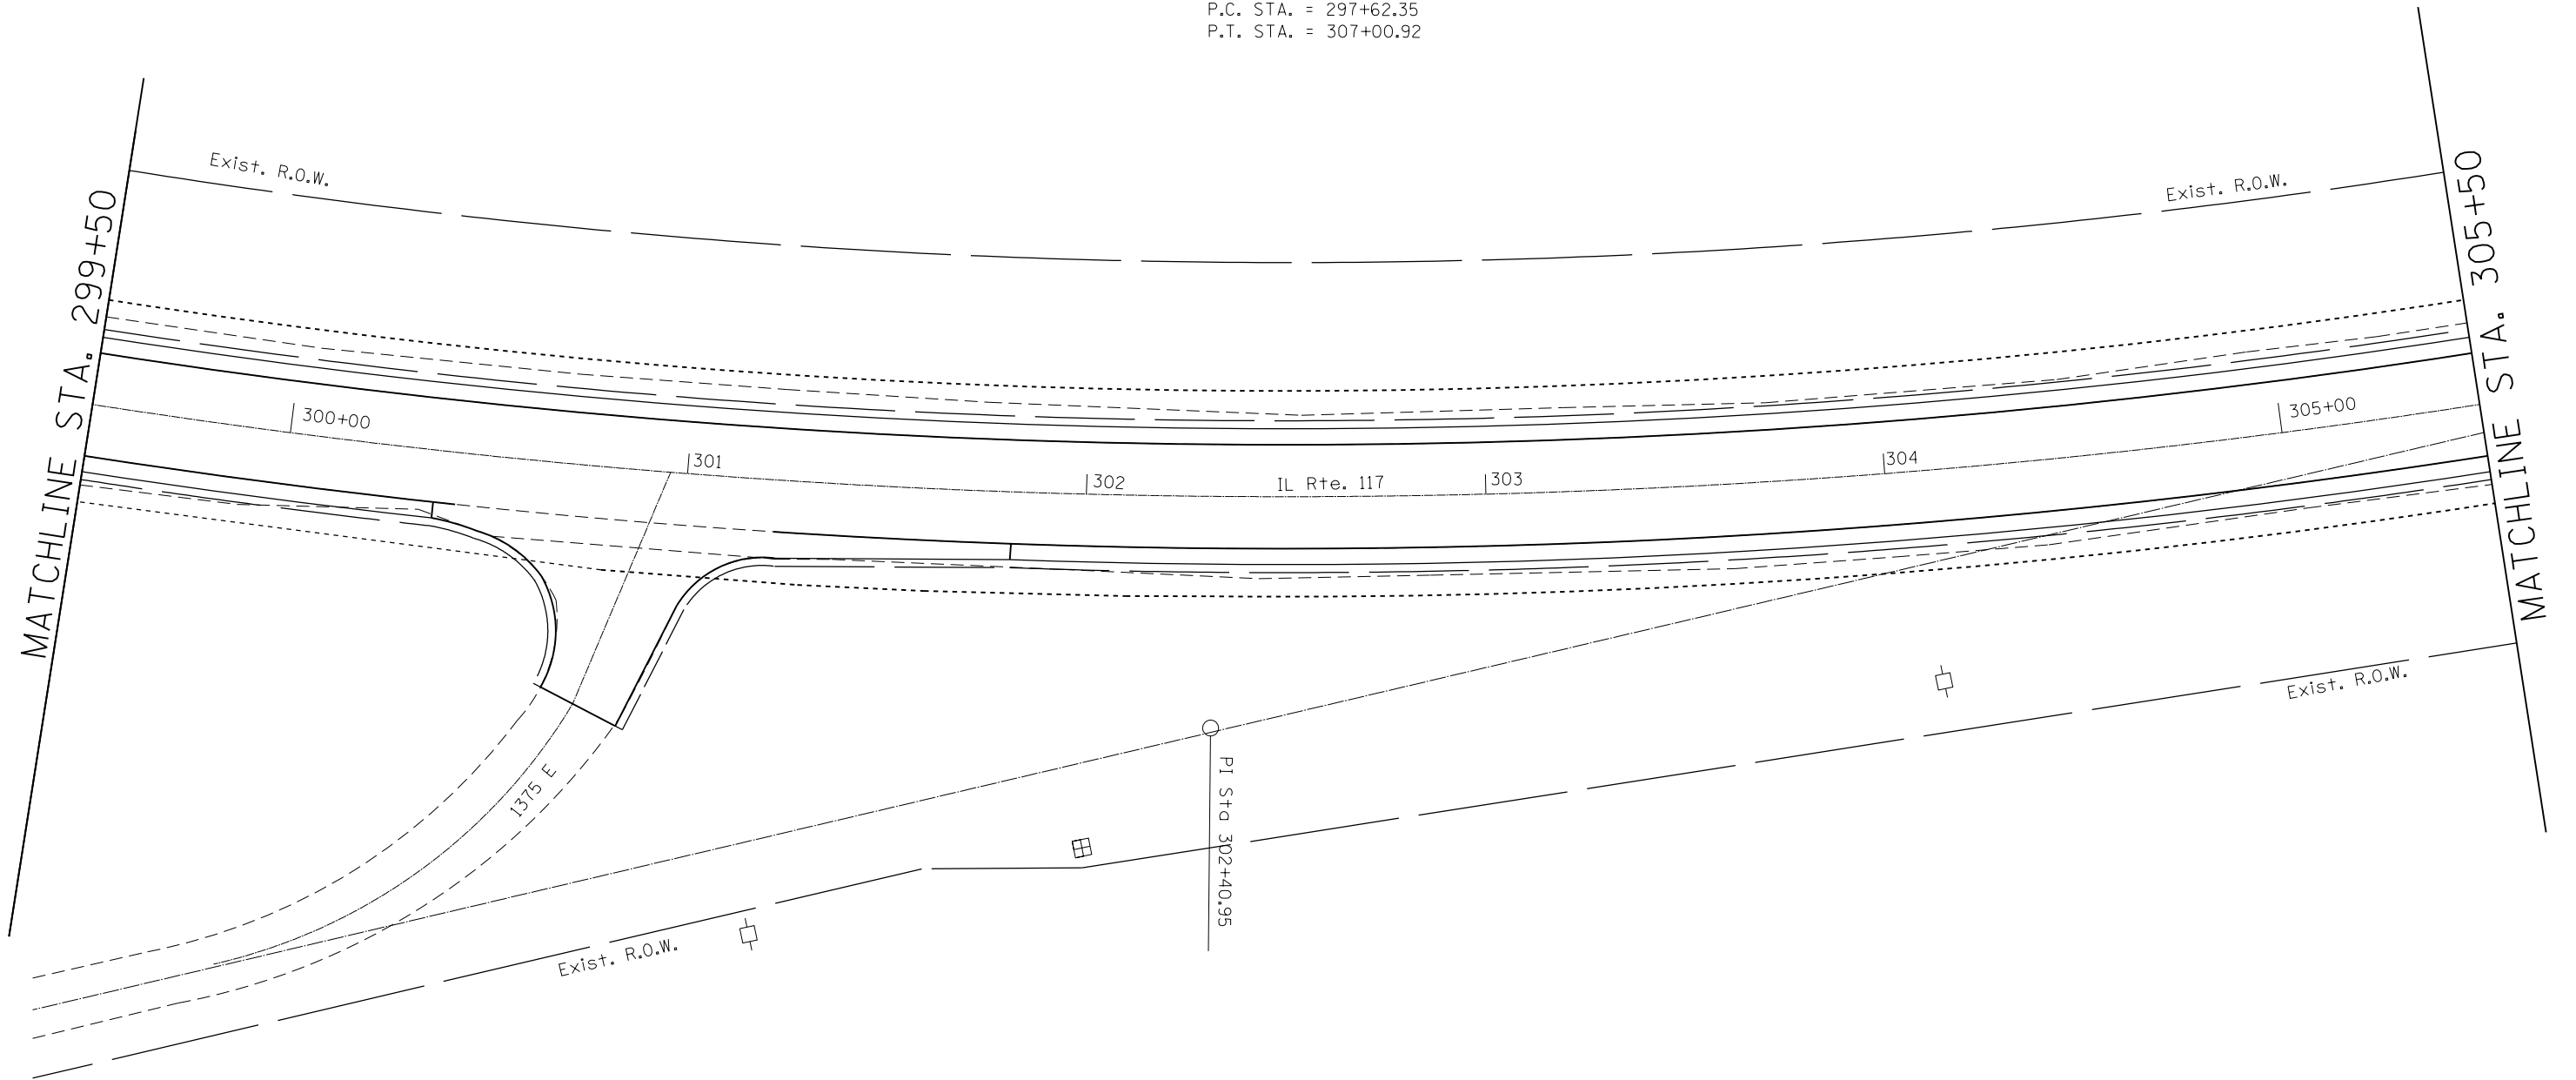 P.C. STA. = 297+62.35
P.T. STA. = 307+00.92
Exist. R.O.W.
Exist. R.O.W.
MATCHLINE STA. 299+50
MATCHLINE STA. 305+50
300+00
301
302
IL Rte. 117
303
304
305+00
1375 E
PI Sta 302+40.95
Exist. R.O.W.
Exist. R.O.W.